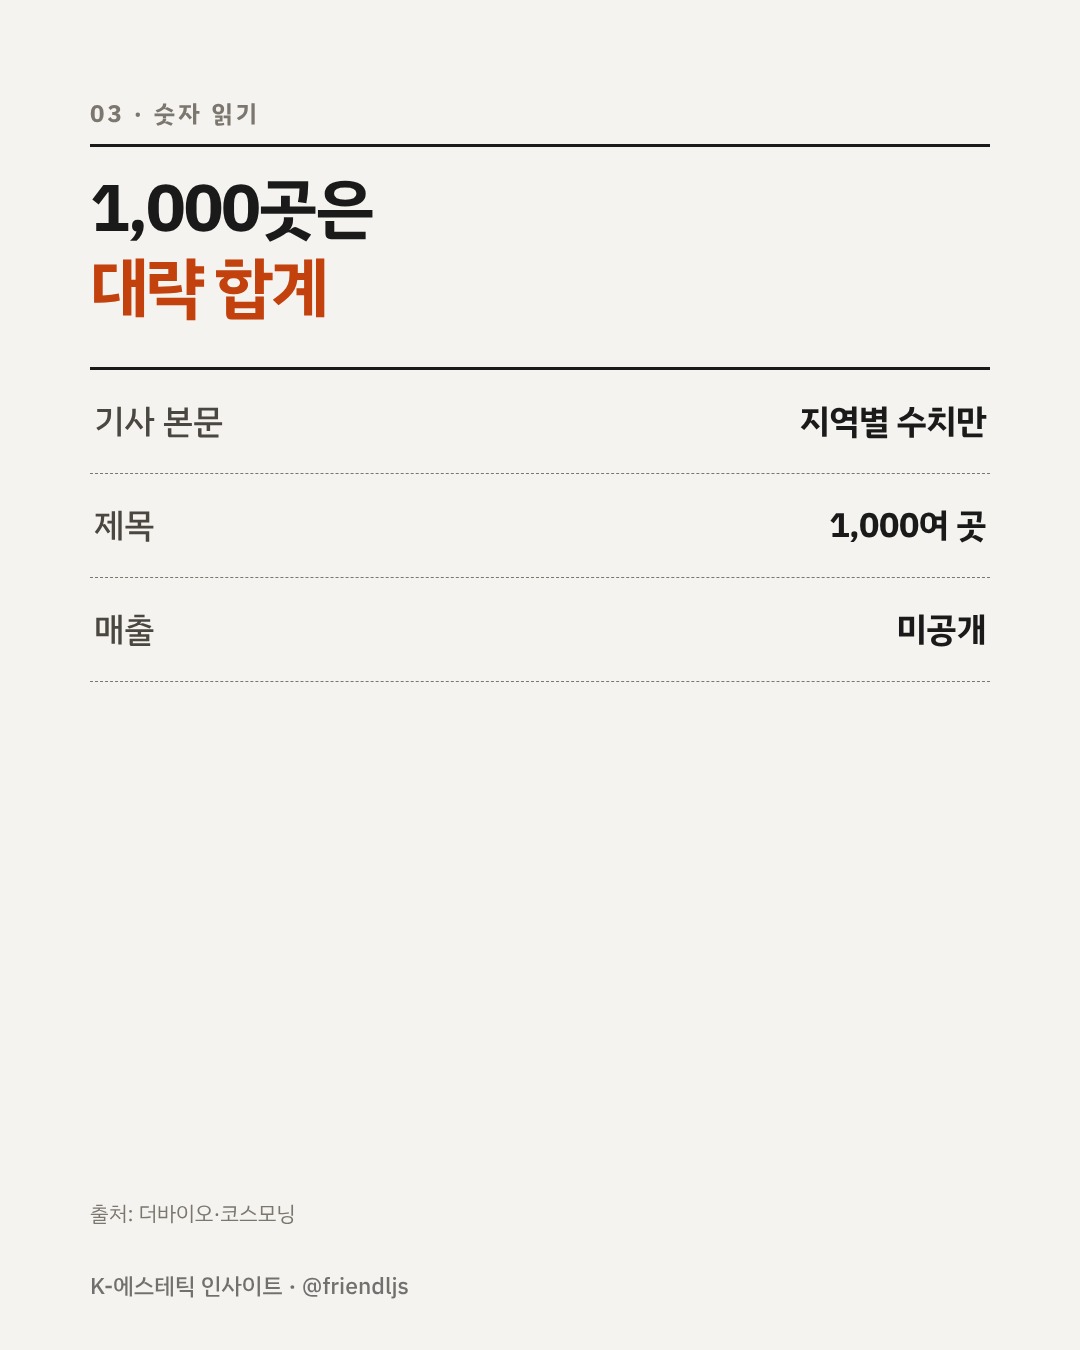 03 · 숫자 읽기
1,000곳은
대략 합계
기사 본문 지역별 수치만
제목 1,000여 곳
매출 미공개
출처: 더바이오·코스모닝
K-에스테틱 인사이트 · @friendljs